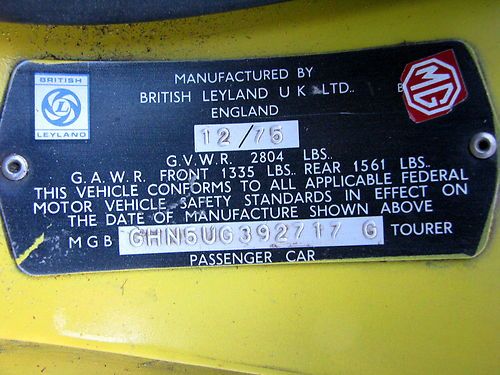 BRITISH
L
LEYLAND
MG
MANUFACTURED BY
BRITISH LEYLAND U K LTD.
ENGLAND
12/75
G.V.W.R. 2804 LBS.
G.A.W.R. FRONT 1335 LBS. REAR 1561 LBS.
THIS VEHICLE CONFORMS TO ALL APPLICABLE FEDERAL
MOTOR VEHICLE SAFETY STANDARDS IN EFFECT ON
THE DATE OF MANUFACTURE SHOWN ABOVE
MGB GHN5UG392717 G TOURER
PASSENGER CAR